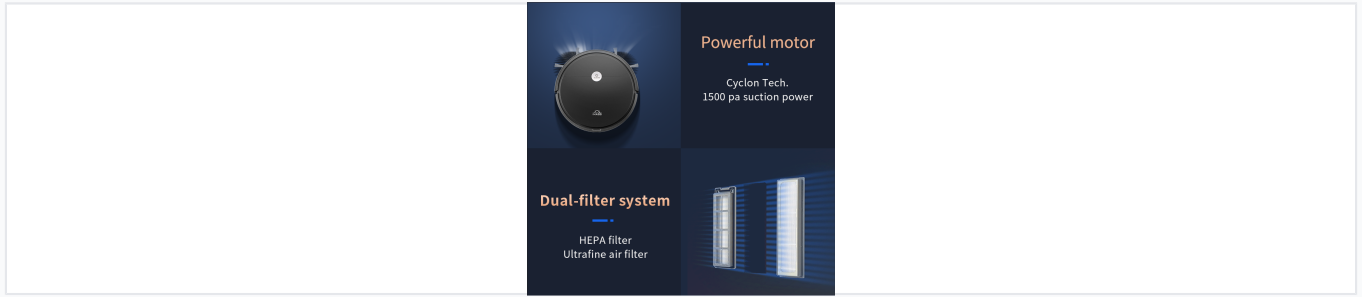 Powerful motor
Cyclon Tech.
1500 pa suction power
Dual-filter system
HEPA filter
Ultrafine air filter